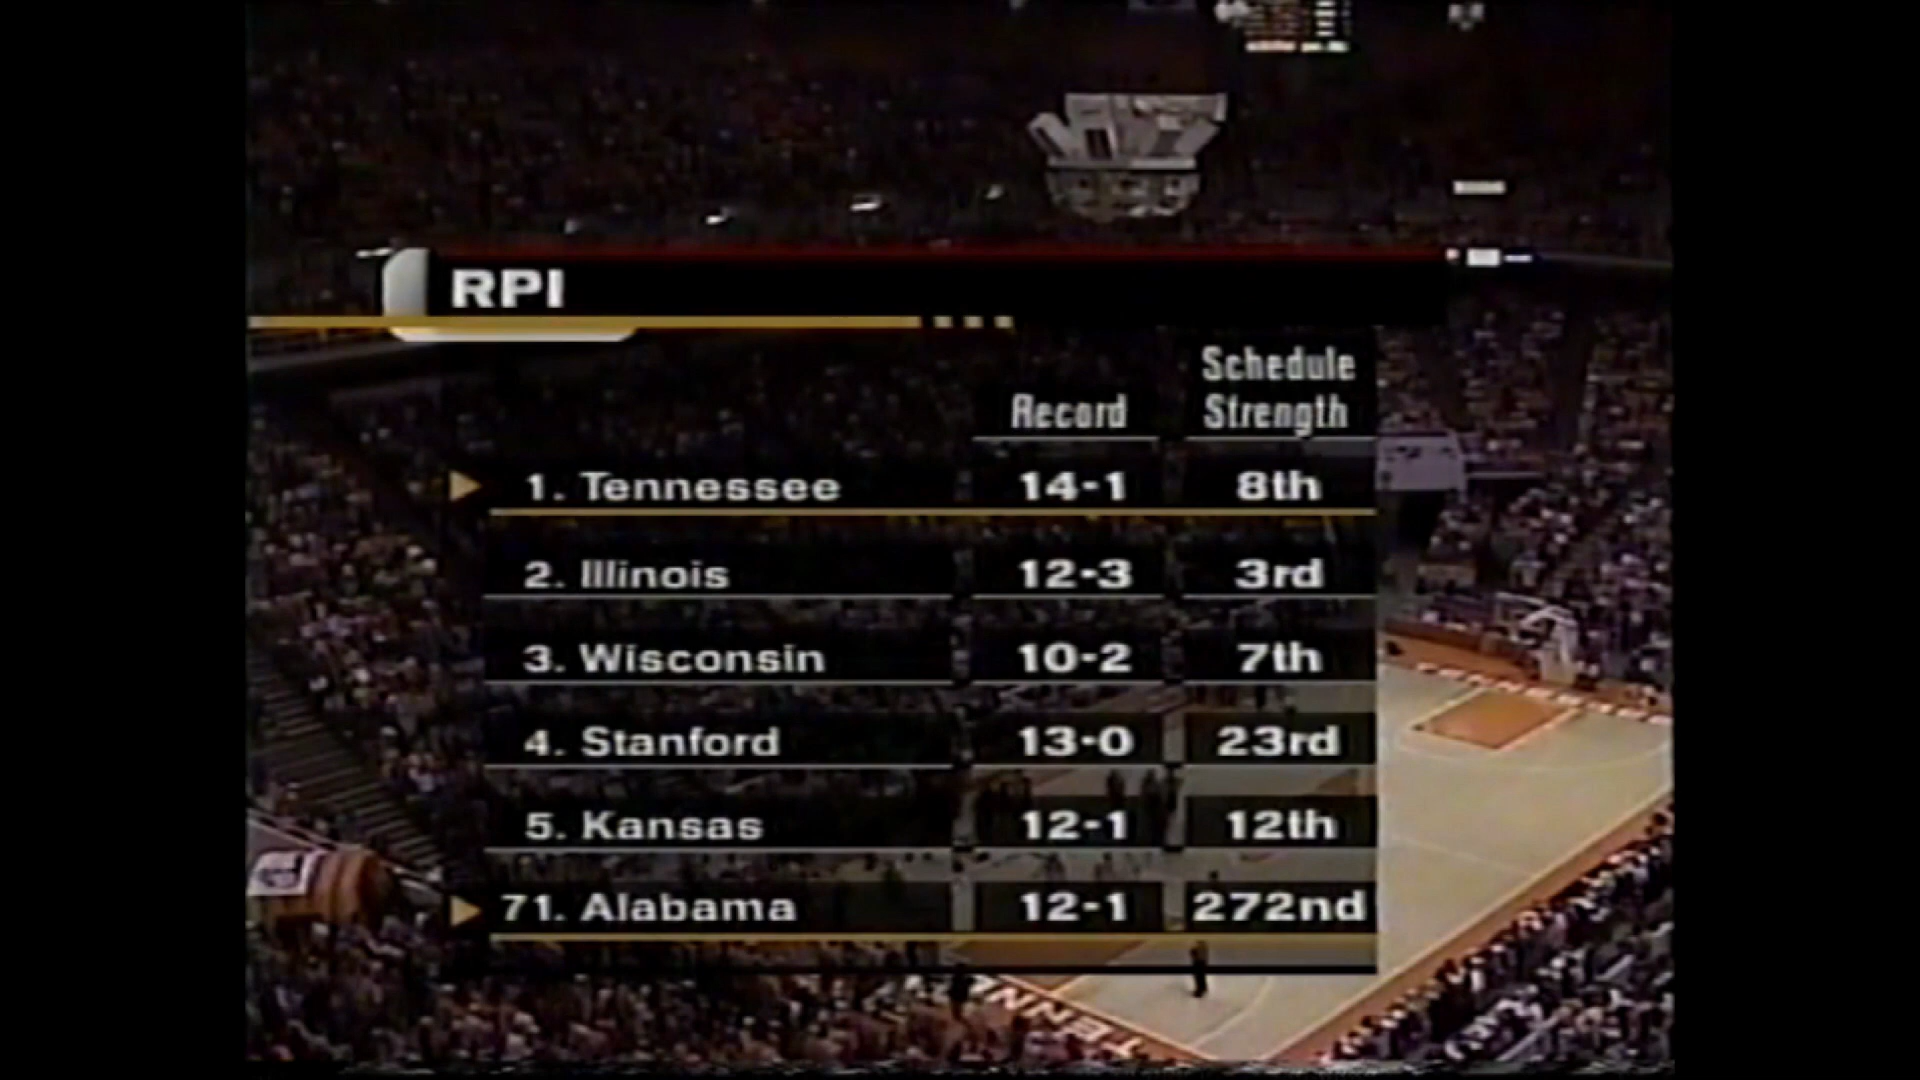 RPI
Schedule
Record Strength
1. Tennessee 14-1 8th
2. Illinois 12-3 3rd
3. Wisconsin 10-2 7th
4. Stanford 13-0 23rd
5. Kansas 12-1 12th
71. Alabama 12-1 272nd